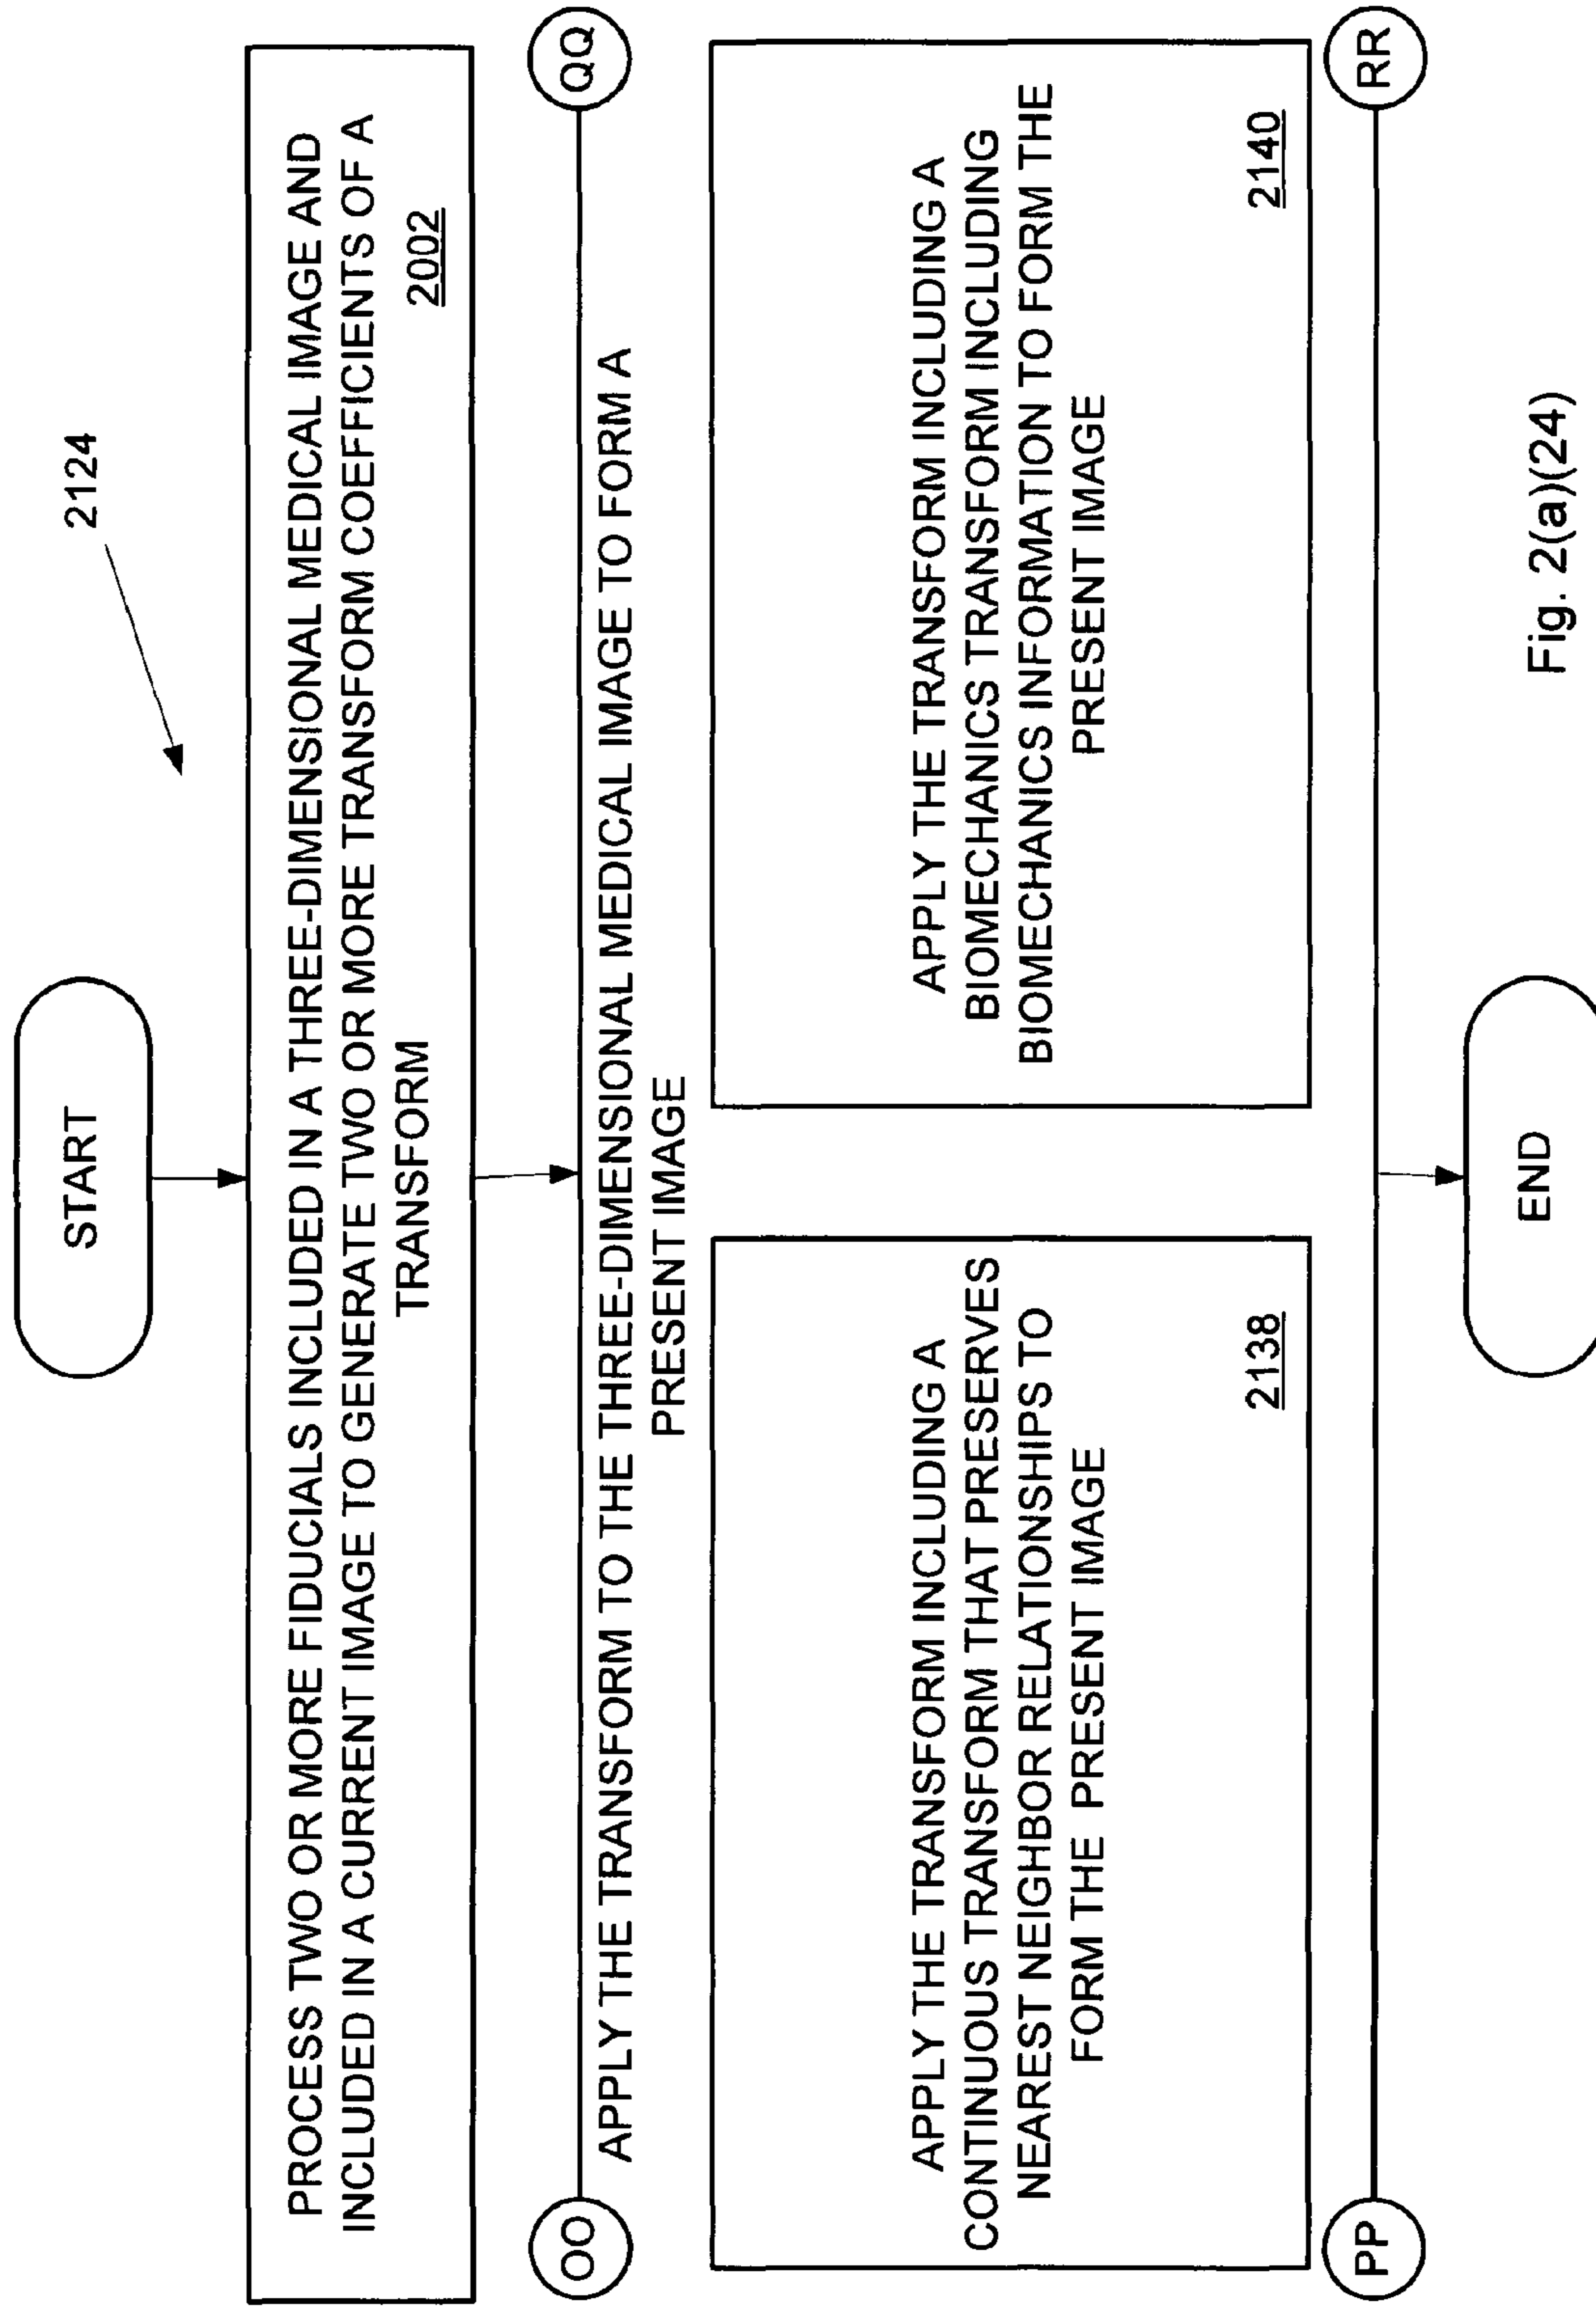 START
2124
PROCESS TWO OR MORE FIDUCIALS INCLUDED IN A THREE-DIMENSIONAL MEDICAL IMAGE AND
INCLUDED IN A CURRENT IMAGE TO GENERATE TWO OR MORE TRANSFORM COEFFICIENTS OF A
TRANSFORM
2002
OO
QQ
APPLY THE TRANSFORM TO THE THREE-DIMENSIONAL MEDICAL IMAGE TO FORM A
PRESENT IMAGE
APPLY THE TRANSFORM INCLUDING A
CONTINUOUS TRANSFORM THAT PRESERVES
NEAREST NEIGHBOR RELATIONSHIPS TO
FORM THE PRESENT IMAGE
2138
APPLY THE TRANSFORM INCLUDING A
BIOMECHANICS TRANSFORM INCLUDING
BIOMECHANICS INFORMATION TO FORM THE
PRESENT IMAGE
2140
PP
RR
END
Fig. 2(a)(24)